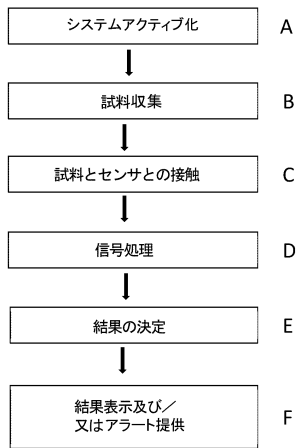 システムアクティブ化 A
試料収集 B
試料とセンサとの接触 C
信号処理 D
結果の決定 E
結果表示及び／
又はアラート提供 F